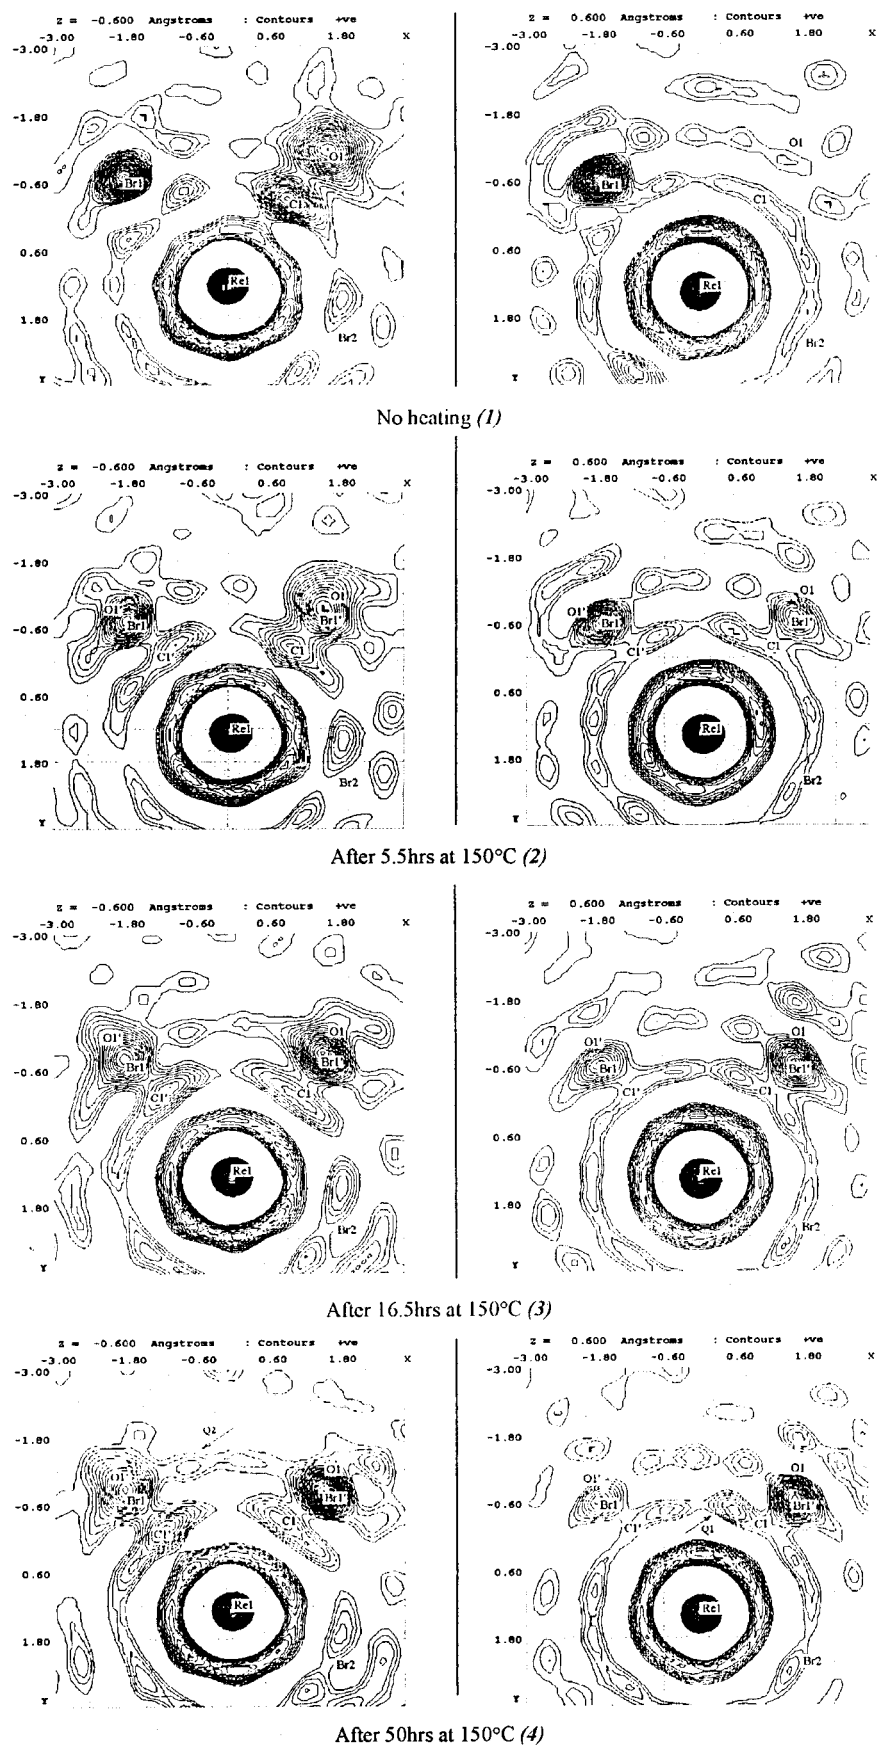 z = -0.600 Angstroms : Contours +ve
-3.00 -1.80 -0.60 0.60 1.80 X
-3.00
-1.80
-0.60
0.60
1.80
Y
O1
Br1
C1
Re1
Br2
z = 0.600 Angstroms : Contours +ve
-3.00 -1.80 -0.60 0.60 1.80 X
-3.00
-1.80
-0.60
0.60
1.80
Y
O1
Br1
C1
Re1
Br2
No heating (1)
z = -0.600 Angstroms : Contours +ve
-3.00 -1.80 -0.60 0.60 1.80 X
-3.00
-1.80
-0.60
0.60
1.80
Y
O1 O1
Br1 Br1'
C1' C1
Re1
Br2
z = 0.600 Angstroms : Contours +ve
-3.00 -1.80 -0.60 0.60 1.80 X
-3.00
-1.80
-0.60
0.60
1.80
Y
O1' O1
Br1 Br1'
C1' C1
Re1
Br2
After 5.5hrs at 150°C (2)
z = -0.600 Angstroms : Contours +ve
-3.00 -1.80 -0.60 0.60 1.80 X
-3.00
-1.80
-0.60
0.60
1.80
Y
O1' O1
Br1 Br1'
C1' C1
Re1
Br2
z = 0.600 Angstroms : Contours +ve
-3.00 -1.80 -0.60 0.60 1.80 X
-3.00
-1.80
-0.60
0.60
1.80
Y
O1' O1
Br1 Br1'
C1' C1
Re1
Br2
After 16.5hrs at 150°C (3)
z = -0.600 Angstroms : Contours +ve
-3.00 -1.80 -0.60 0.60 1.80 X
-3.00
-1.80
-0.60
0.60
1.80
Y
Q2
O1' O1
Br1 Br1'
C1' C1
Re1
Br2
z = 0.600 Angstroms : Contours +ve
-3.00 -1.80 -0.60 0.60 1.80 X
-3.00
-1.80
-0.60
0.60
1.80
Y
O1' O1
Br1 Br1'
C1' Q1 C1
Re1
Br2
After 50hrs at 150°C (4)